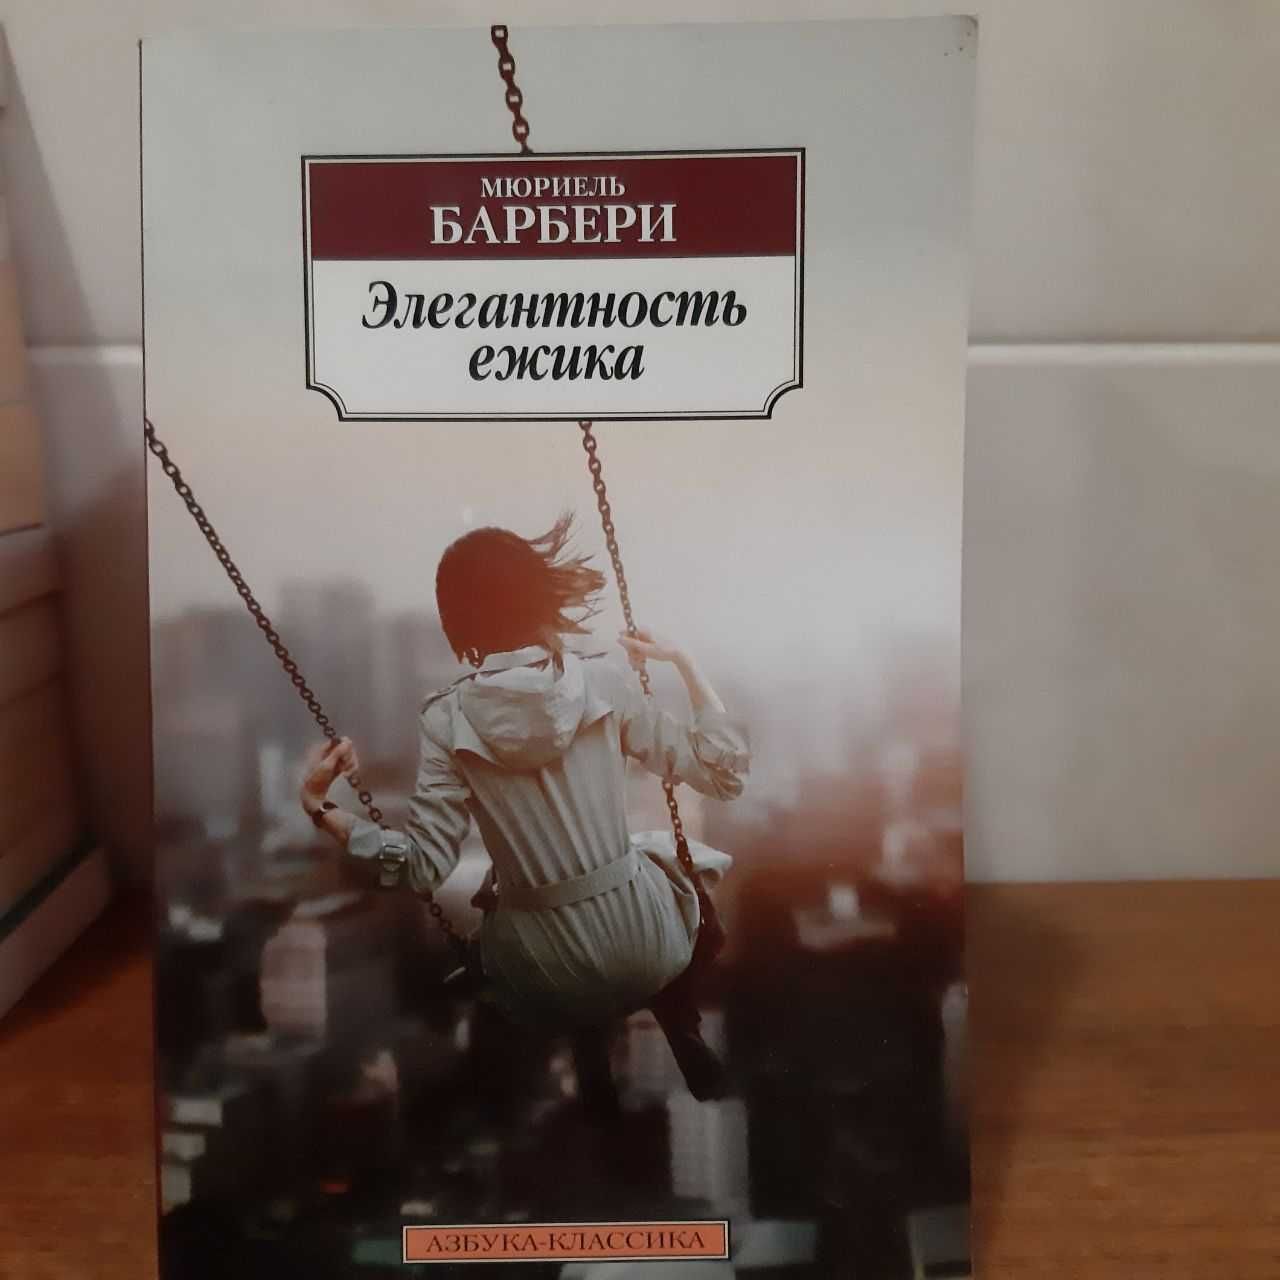 МЮРИЕЛЬ
БАРБЕРИ
Элегантность
ежика
АЗБУКА-КЛАССИКА